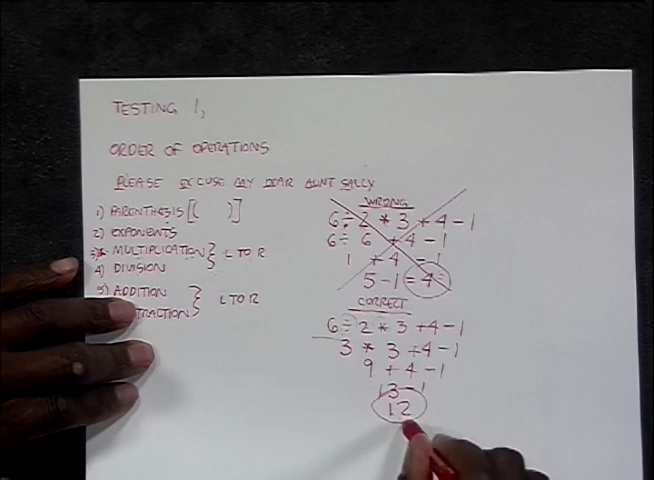 TESTING 1,
ORDER OF OPERATIONS
PLEASE EXCUSE MY DEAR AUNT SALLY
1) PARENTHESIS [( )]
2) EXPONENTS
3) MULTIPLICATION } L TO R
4) DIVISION
5) ADDITION } L TO R
TRACTION
WRONG
6 ÷ 2 * 3 + 4 - 1
6 ÷ 6 + 4 - 1
1 + 4 - 1
5 - 1 = 4
CORRECT
6 ÷ 2 * 3 + 4 - 1
3 * 3 + 4 - 1
9 + 4 - 1
13 - 1
12